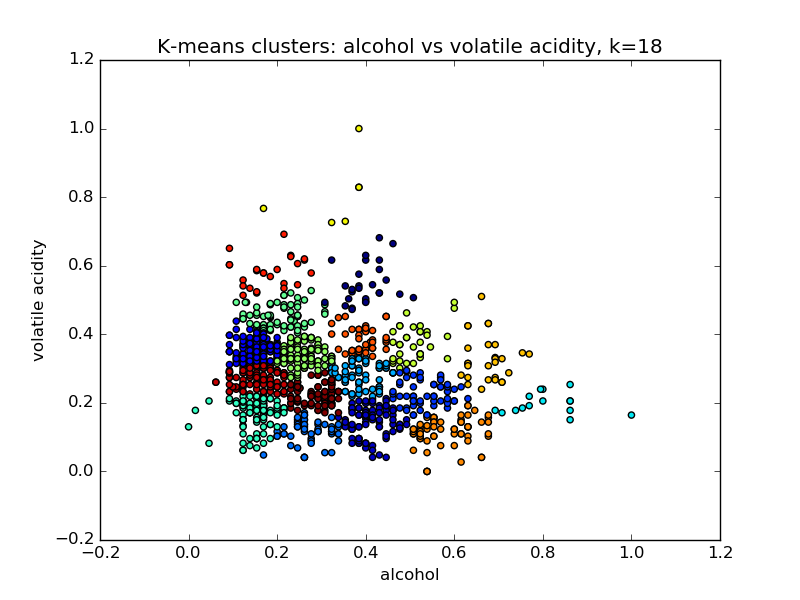 K-means clusters: alcohol vs volatile acidity, k=18
1.2
1.0
0.8
0.6
0.4
0.2
0.0
−0.2
volatile acidity
−0.2 0.0 0.2 0.4 0.6 0.8 1.0 1.2
alcohol